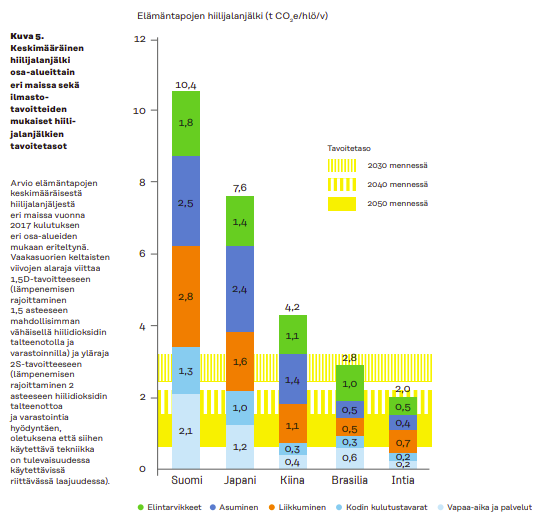 Elämäntapojen hiilijalanjälki (t CO2e/hlö/v)
Kuva 5.
Keskimääräinen
hiilijalanjälki
osa-alueittain
eri maissa sekä
ilmasto-
tavoitteiden
mukaiset hiili-
jalanjälkien
tavoitetasot
Arvio elämäntapojen
keskimääräisestä
hiilijalanjäljestä
eri maissa vuonna
2017 kulutuksen
eri osa-alueiden
mukaan eriteltynä.
Vaakasuorien keltaisten
viivojen alaraja viittaa
1,5D-tavoitteeseen
(lämpenemisen
rajoittaminen
1,5 asteeseen
mahdollisimman
vähäisellä hiilidioksidin
talteenotolla ja
varastoinnilla) ja yläraja
2S-tavoitteeseen
(lämpenemisen
rajoittaminen 2
asteeseen hiilidioksidin
talteenottoa
ja varastointia
hyödyntäen,
oletuksena että siihen
käytettävä tekniikka
on tulevaisuudessa
käytettävissä
riittävässä laajuudessa).
12
10
8
6
4
2
0
10,4
1,8
2,5
2,8
1,3
2,1
7,6
1,4
2,4
1,6
1,0
1,2
4,2
1,1
1,4
1,1
0,3
0,4
2,8
1,0
0,5
0,5
0,3
0,6
2,0
0,5
0,4
0,7
0,2
0,2
Tavoitetaso
2030 mennessä
2040 mennessä
2050 mennessä
Suomi Japani Kiina Brasilia Intia
Elintarvikkeet Asuminen Liikkuminen Kodin kulutustavarat Vapaa-aika ja palvelut